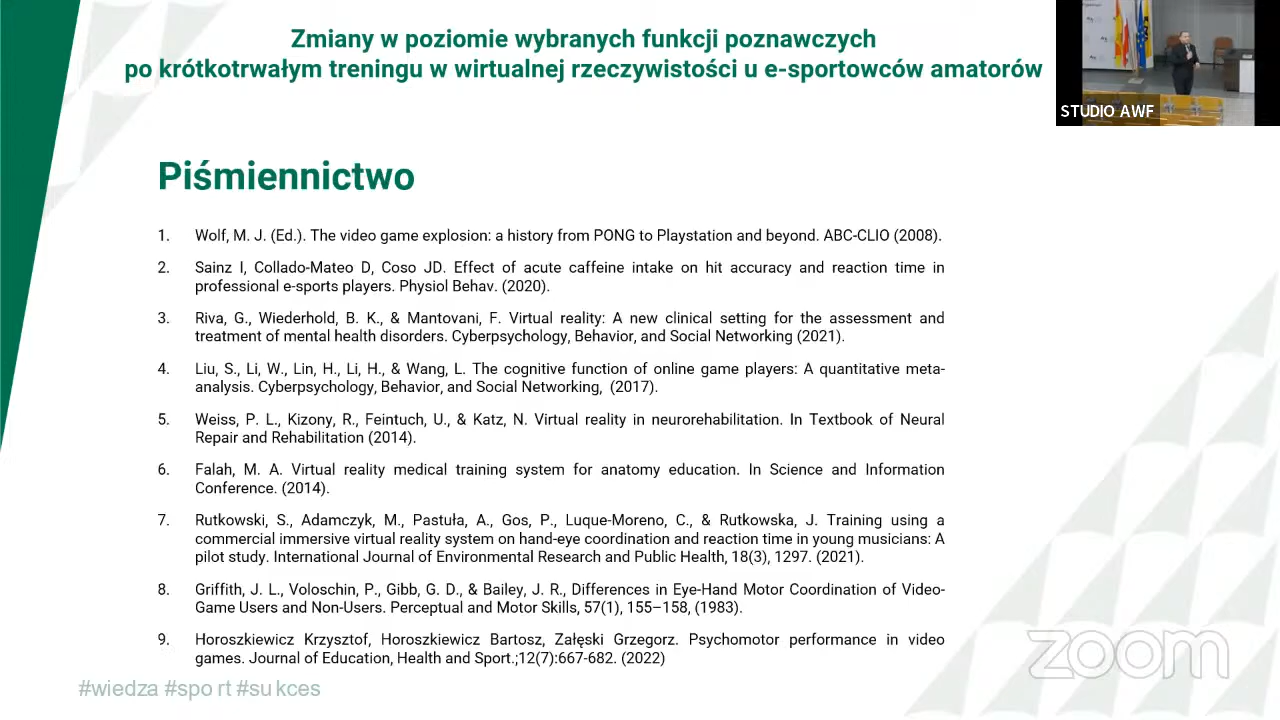 Zmiany w poziomie wybranych funkcji poznawczych
po krótkotrwałym treningu w wirtualnej rzeczywistości u e-sportowców amatorów
STUDIO AWF
Piśmiennictwo
1. Wolf, M. J. (Ed.). The video game explosion: a history from PONG to Playstation and beyond. ABC-CLIO (2008).
2. Sainz I, Collado-Mateo D, Coso JD. Effect of acute caffeine intake on hit accuracy and reaction time in
professional e-sports players. Physiol Behav. (2020).
3. Riva, G., Wiederhold, B. K., & Mantovani, F. Virtual reality: A new clinical setting for the assessment and
treatment of mental health disorders. Cyberpsychology, Behavior, and Social Networking (2021).
4. Liu, S., Li, W., Lin, H., Li, H., & Wang, L. The cognitive function of online game players: A quantitative meta-
analysis. Cyberpsychology, Behavior, and Social Networking, (2017).
5. Weiss, P. L., Kizony, R., Feintuch, U., & Katz, N. Virtual reality in neurorehabilitation. In Textbook of Neural
Repair and Rehabilitation (2014).
6. Falah, M. A. Virtual reality medical training system for anatomy education. In Science and Information
Conference. (2014).
7. Rutkowski, S., Adamczyk, M., Pastuła, A., Gos, P., Luque-Moreno, C., & Rutkowska, J. Training using a
commercial immersive virtual reality system on hand-eye coordination and reaction time in young musicians: A
pilot study. International Journal of Environmental Research and Public Health, 18(3), 1297. (2021).
8. Griffith, J. L., Voloschin, P., Gibb, G. D., & Bailey, J. R., Differences in Eye-Hand Motor Coordination of Video-
Game Users and Non-Users. Perceptual and Motor Skills, 57(1), 155–158, (1983).
9. Horoszkiewicz Krzysztof, Horoszkiewicz Bartosz, Załęski Grzegorz. Psychomotor performance in video
games. Journal of Education, Health and Sport.;12(7):667-682. (2022)
zoom
#wiedza #sport #sukces